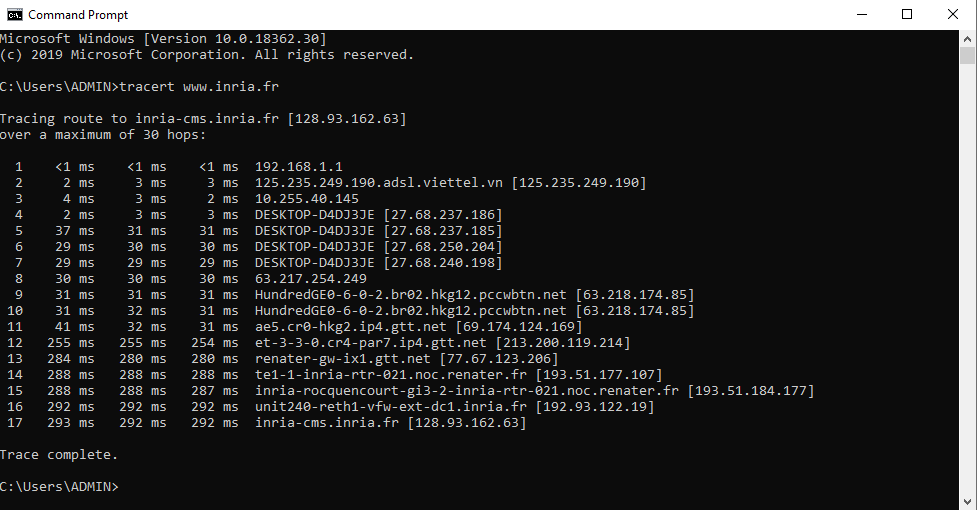 Command Prompt
Microsoft Windows [Version 10.0.18362.30]
(c) 2019 Microsoft Corporation. All rights reserved.
C:\Users\ADMIN>tracert www.inria.fr
Tracing route to inria-cms.inria.fr [128.93.162.63]
over a maximum of 30 hops:
1 <1 ms <1 ms <1 ms 192.168.1.1
2 2 ms 3 ms 3 ms 125.235.249.190.adsl.viettel.vn [125.235.249.190]
3 4 ms 3 ms 2 ms 10.255.40.145
4 2 ms 3 ms 3 ms DESKTOP-D4DJ3JE [27.68.237.186]
5 37 ms 31 ms 31 ms DESKTOP-D4DJ3JE [27.68.237.185]
6 29 ms 30 ms 30 ms DESKTOP-D4DJ3JE [27.68.250.204]
7 29 ms 29 ms 29 ms DESKTOP-D4DJ3JE [27.68.240.198]
8 30 ms 30 ms 30 ms 63.217.254.249
9 31 ms 31 ms 31 ms HundredGE0-6-0-2.br02.hkg12.pccwbtn.net [63.218.174.85]
10 31 ms 32 ms 31 ms HundredGE0-6-0-2.br02.hkg12.pccwbtn.net [63.218.174.85]
11 41 ms 32 ms 31 ms ae5.cr0-hkg2.ip4.gtt.net [69.174.124.169]
12 255 ms 255 ms 254 ms et-3-3-0.cr4-par7.ip4.gtt.net [213.200.119.214]
13 284 ms 280 ms 280 ms renater-gw-ix1.gtt.net [77.67.123.206]
14 288 ms 288 ms 288 ms te1-1-inria-rtr-021.noc.renater.fr [193.51.177.107]
15 288 ms 288 ms 287 ms inria-rocquencourt-gi3-2-inria-rtr-021.noc.renater.fr [193.51.184.177]
16 292 ms 292 ms 292 ms unit240-reth1-vfw-ext-dc1.inria.fr [192.93.122.19]
17 293 ms 292 ms 292 ms inria-cms.inria.fr [128.93.162.63]
Trace complete.
C:\Users\ADMIN>